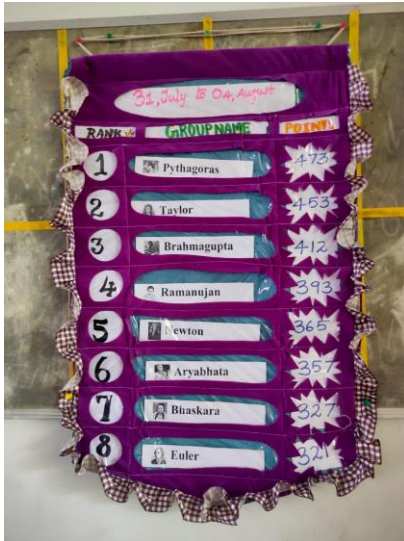 31, July to 04, August
RANK GROUP NAME POINT
1 Pythagoras 473
2 Taylor 453
3 Brahmagupta 412
4 Ramanujan 393
5 Newton 365
6 Aryabhata 357
7 Bhaskara 327
8 Euler 321